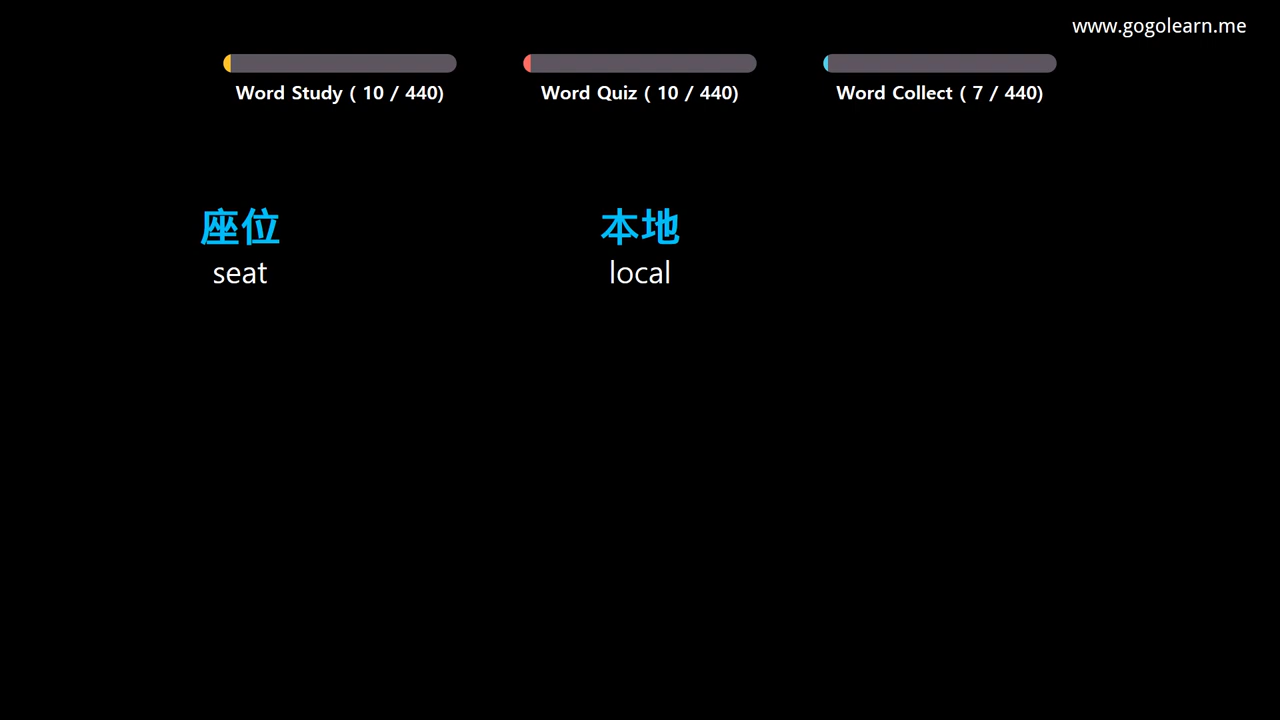 www.gogolearn.me
Word Study ( 10 / 440)
Word Quiz ( 10 / 440)
Word Collect ( 7 / 440)
座位
本地
seat
local